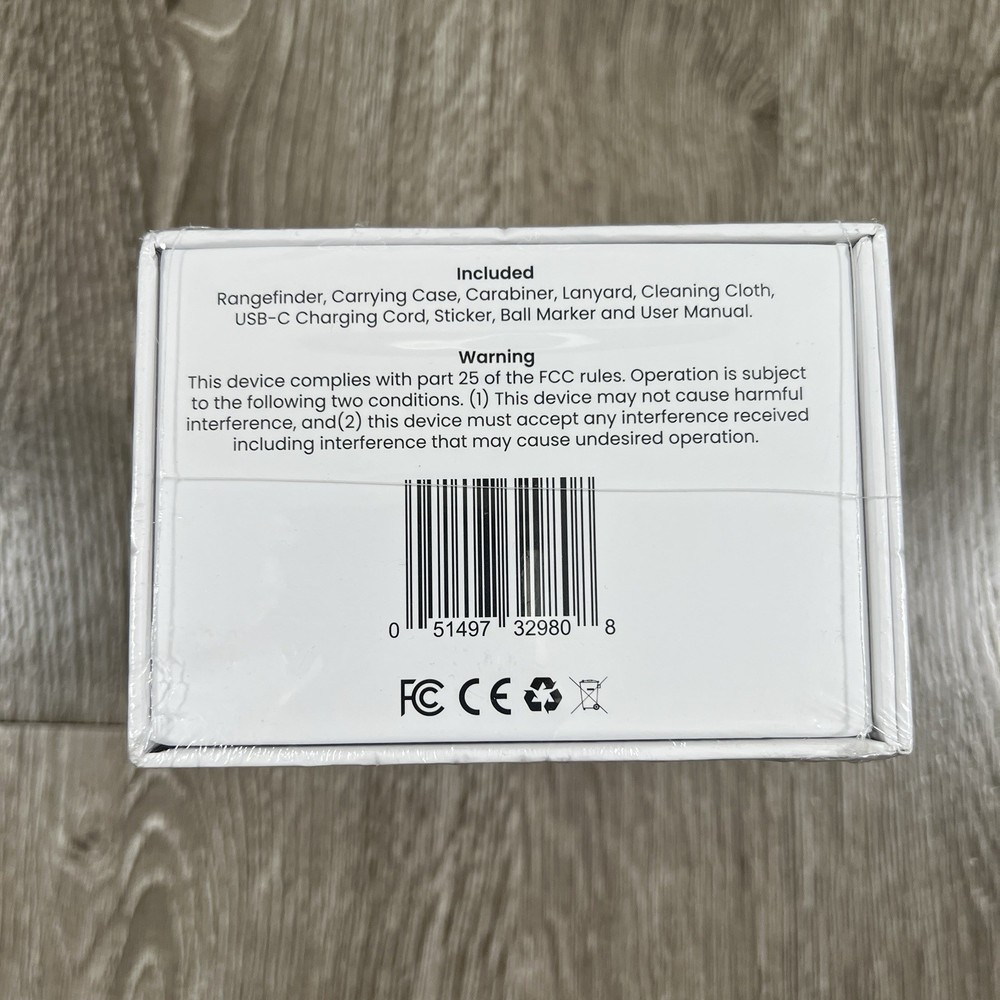 Included
Rangefinder, Carrying Case, Carabiner, Lanyard, Cleaning Cloth,
USB-C Charging Cord, Sticker, Ball Marker and User Manual.
Warning
This device complies with part 25 of the FCC rules. Operation is subject
to the following two conditions. (1) This device may not cause harmful
interference, and(2) this device must accept any interference received
including interference that may cause undesired operation.
0 51497 32980 8
FC CE